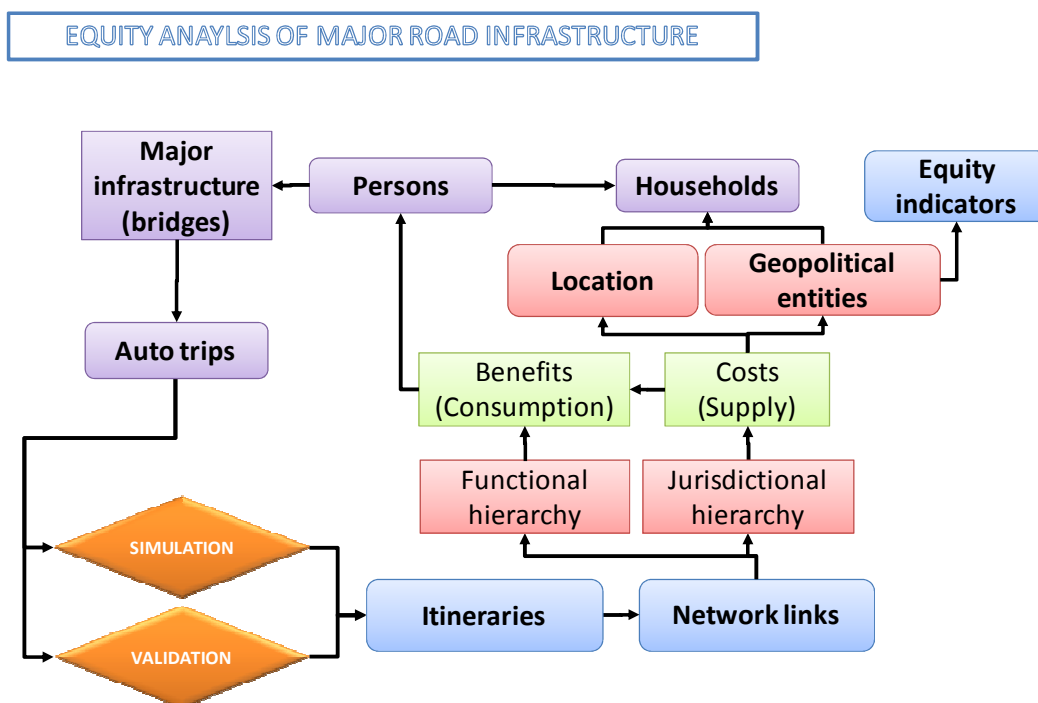 EQUITY ANAYLSIS OF MAJOR ROAD INFRASTRUCTURE
Major
infrastructure
(bridges)
Persons
Households
Equity
indicators
Location
Geopolitical
entities
Auto trips
Benefits
(Consumption)
Costs
(Supply)
Functional
hierarchy
Jurisdictional
hierarchy
SIMULATION
Itineraries
Network links
VALIDATION